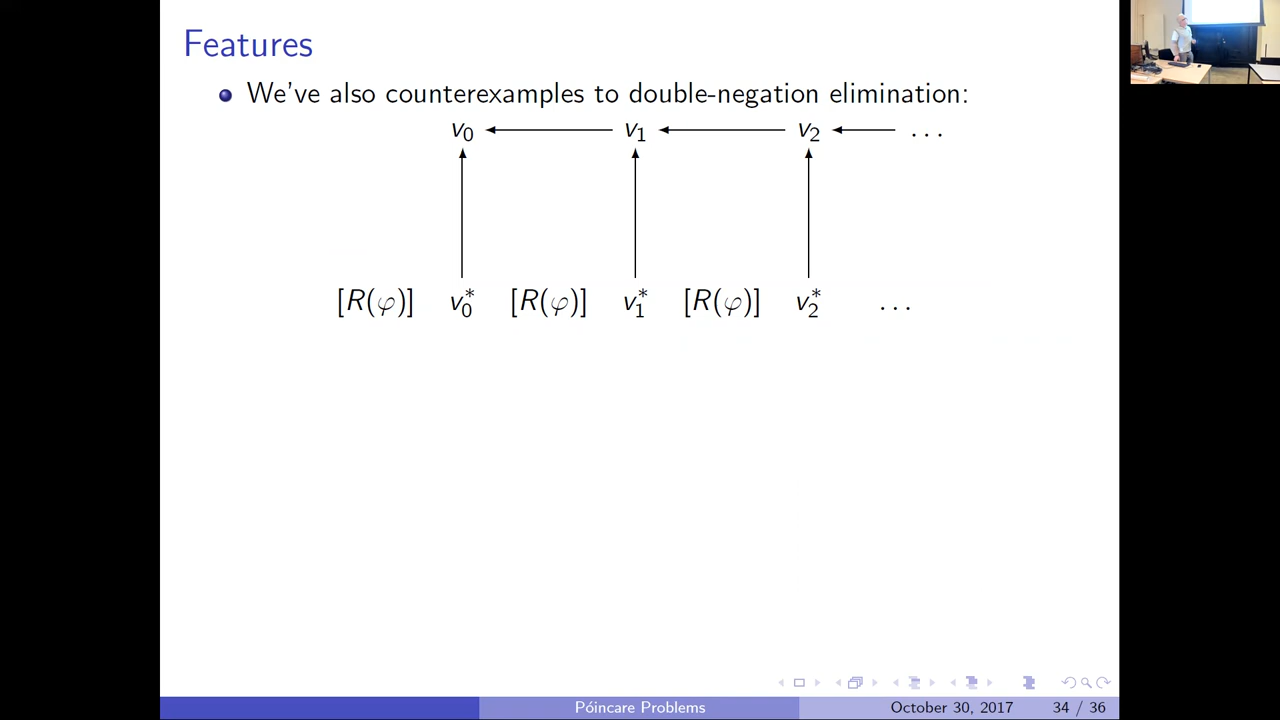 Features
We've also counterexamples to double-negation elimination:
v₀ v₁ v₂ . . .
[R(φ)] v₀* [R(φ)] v₁* [R(φ)] v₂* . . .
Póincare Problems October 30, 2017 34 / 36